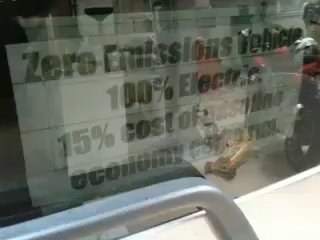 Zero Emissions Vehicle
100% Electric
15% cost of
economy